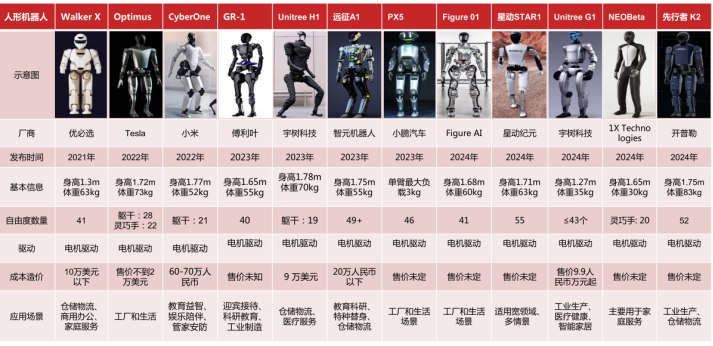 人形机器人 Walker X Optimus CyberOne GR-1 Unitree H1 远征A1 PX5 Figure 01 星动STAR1 Unitree G1 NEOBeta 先行者 K2
示意图
厂商 优必选 Tesla 小米 傅利叶 宇树科技 智元机器人 小鹏汽车 Figure AI 星动纪元 宇树科技 1X Techno 开普勒
logies
发布时间 2021年 2022年 2022年 2023年 2023年 2023年 2023年 2024年 2024年 2024年 2024年 2024年
基本信息 身高1.3m 身高1.72m 身高1.77m 身高1.65m 身高1.78m 身高1.75m 单臂最大负 身高1.68m 身高1.71m 身高1.27m 身高1.65m 身高1.75m
体重63kg 体重73kg 体重52kg 体重55kg 体重70kg 体重55kg 载3kg 体重60kg 体重63kg 体重35kg 体重30kg 体重83kg
自由度数量 41 躯干：28 躯干：21 40 躯干：19 49+ 46 41 55 ≤43个 灵巧手: 20 52
灵巧手：22
驱动 电机驱动 电机驱动 电机驱动 电机驱动 电机驱动 电机驱动 电机驱动 电机驱动 电机驱动 电机驱动 电机驱动 电机驱动
成本造价 10万美元 售价不到2 60-70万人 售价未知 9 万美元 20万人民币 售价未定 售价未定 售价未定 售价9.9人 售价未定 售价未定
以下 万美元 民币 以下 民币万元起
应用场景 仓储物流、 工厂和生活 教育益智、 迎宾接待、 仓储物流、 教育科研、 工厂和生活 工厂和生活 适用宽领域、 工业生产、 主要用于家 工业生产、
商用办公、 娱乐陪伴、 科研教育、 医疗服务 特种替身、 场景 场景 多情景 医疗健康、 庭服务 仓储物流
家庭服务 管家安防 工业制造 仓储物流 智能家居